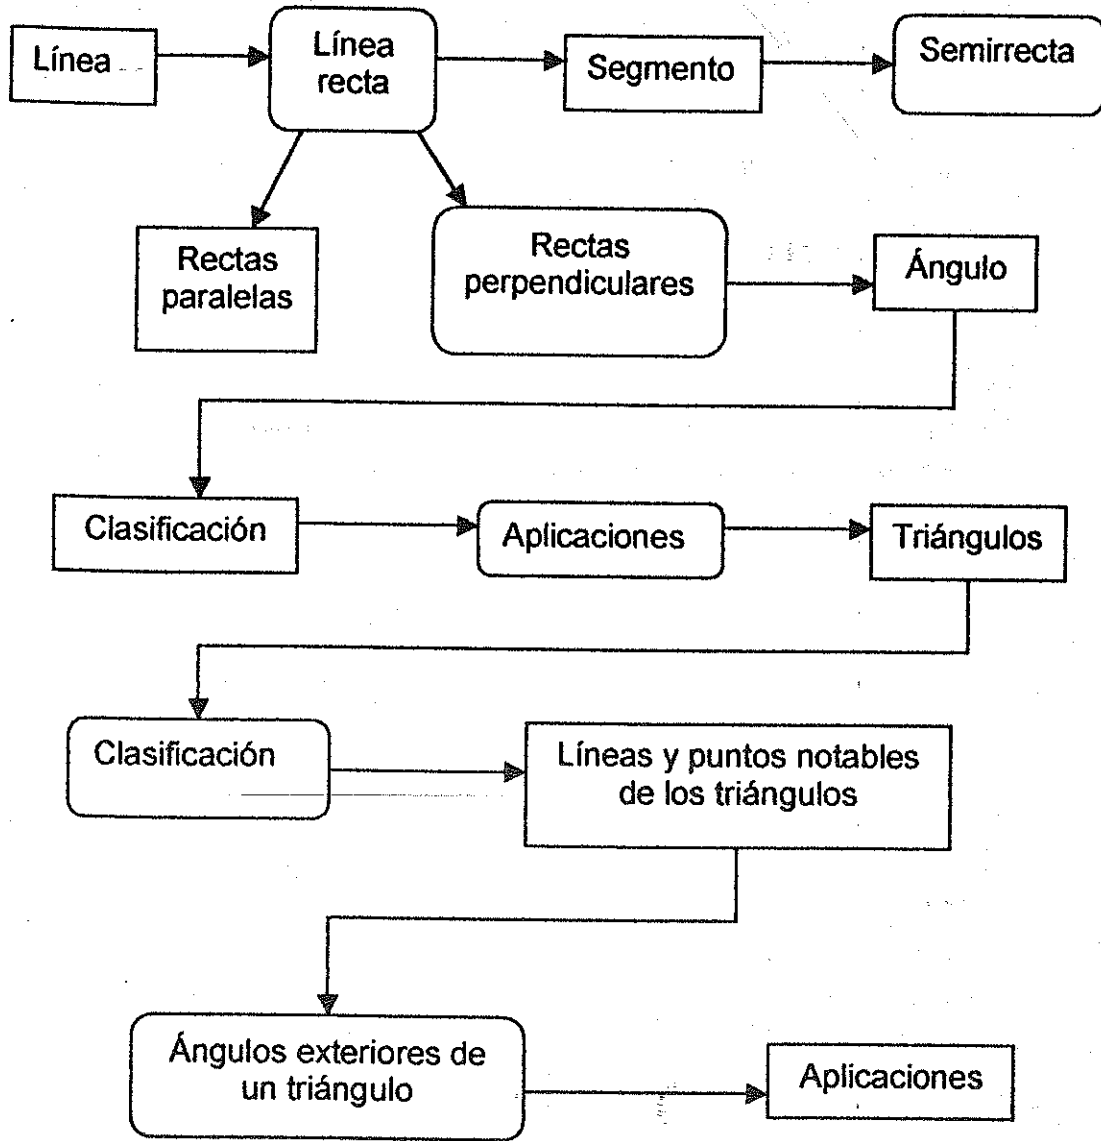 Línea
Línea
recta
Segmento
Semirrecta
Rectas
paralelas
Rectas
perpendiculares
Ángulo
Clasificación
Aplicaciones
Triángulos
Clasificación
Líneas y puntos notables
de los triángulos
Ángulos exteriores de
un triángulo
Aplicaciones